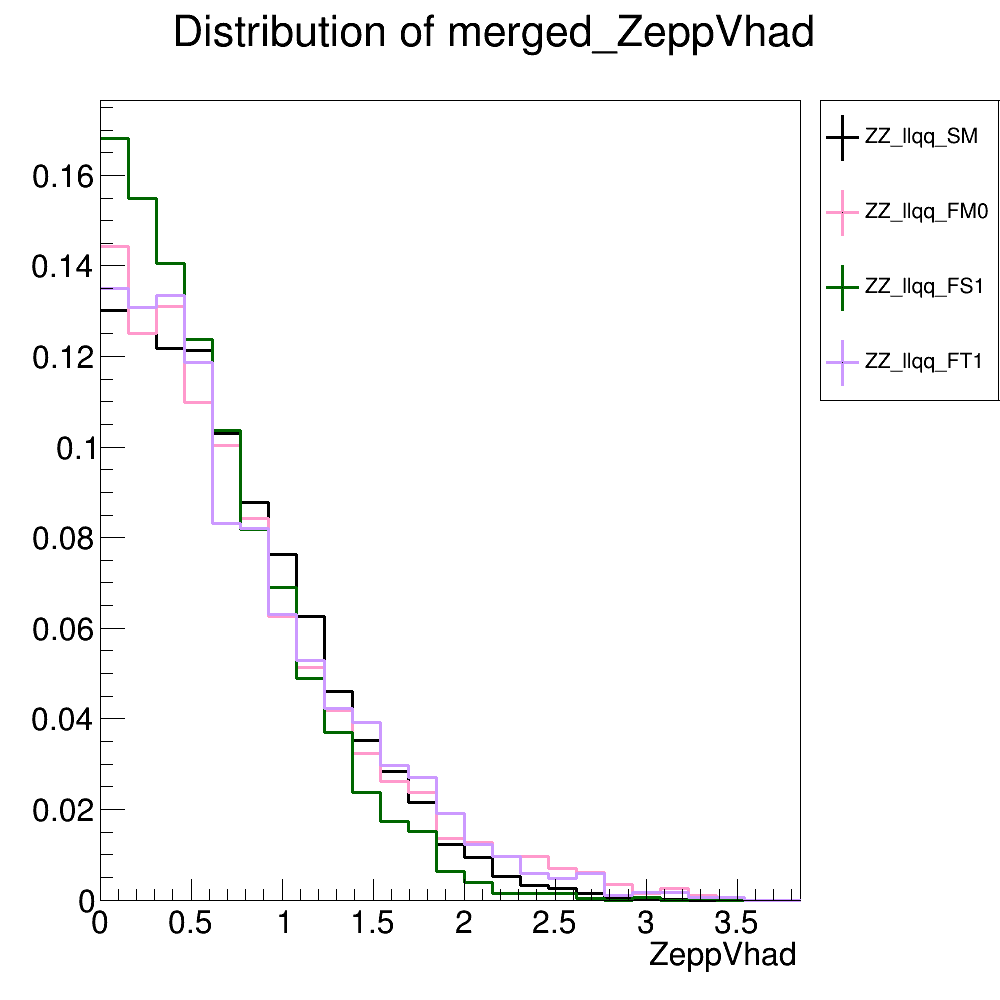 Distribution of merged_ZeppVhad
ZZ_llqq_SM
ZZ_llqq_FM0
ZZ_llqq_FS1
ZZ_llqq_FT1
0.16
0.14
0.12
0.1
0.08
0.06
0.04
0.02
0
0 0.5 1 1.5 2 2.5 3 3.5
ZeppVhad